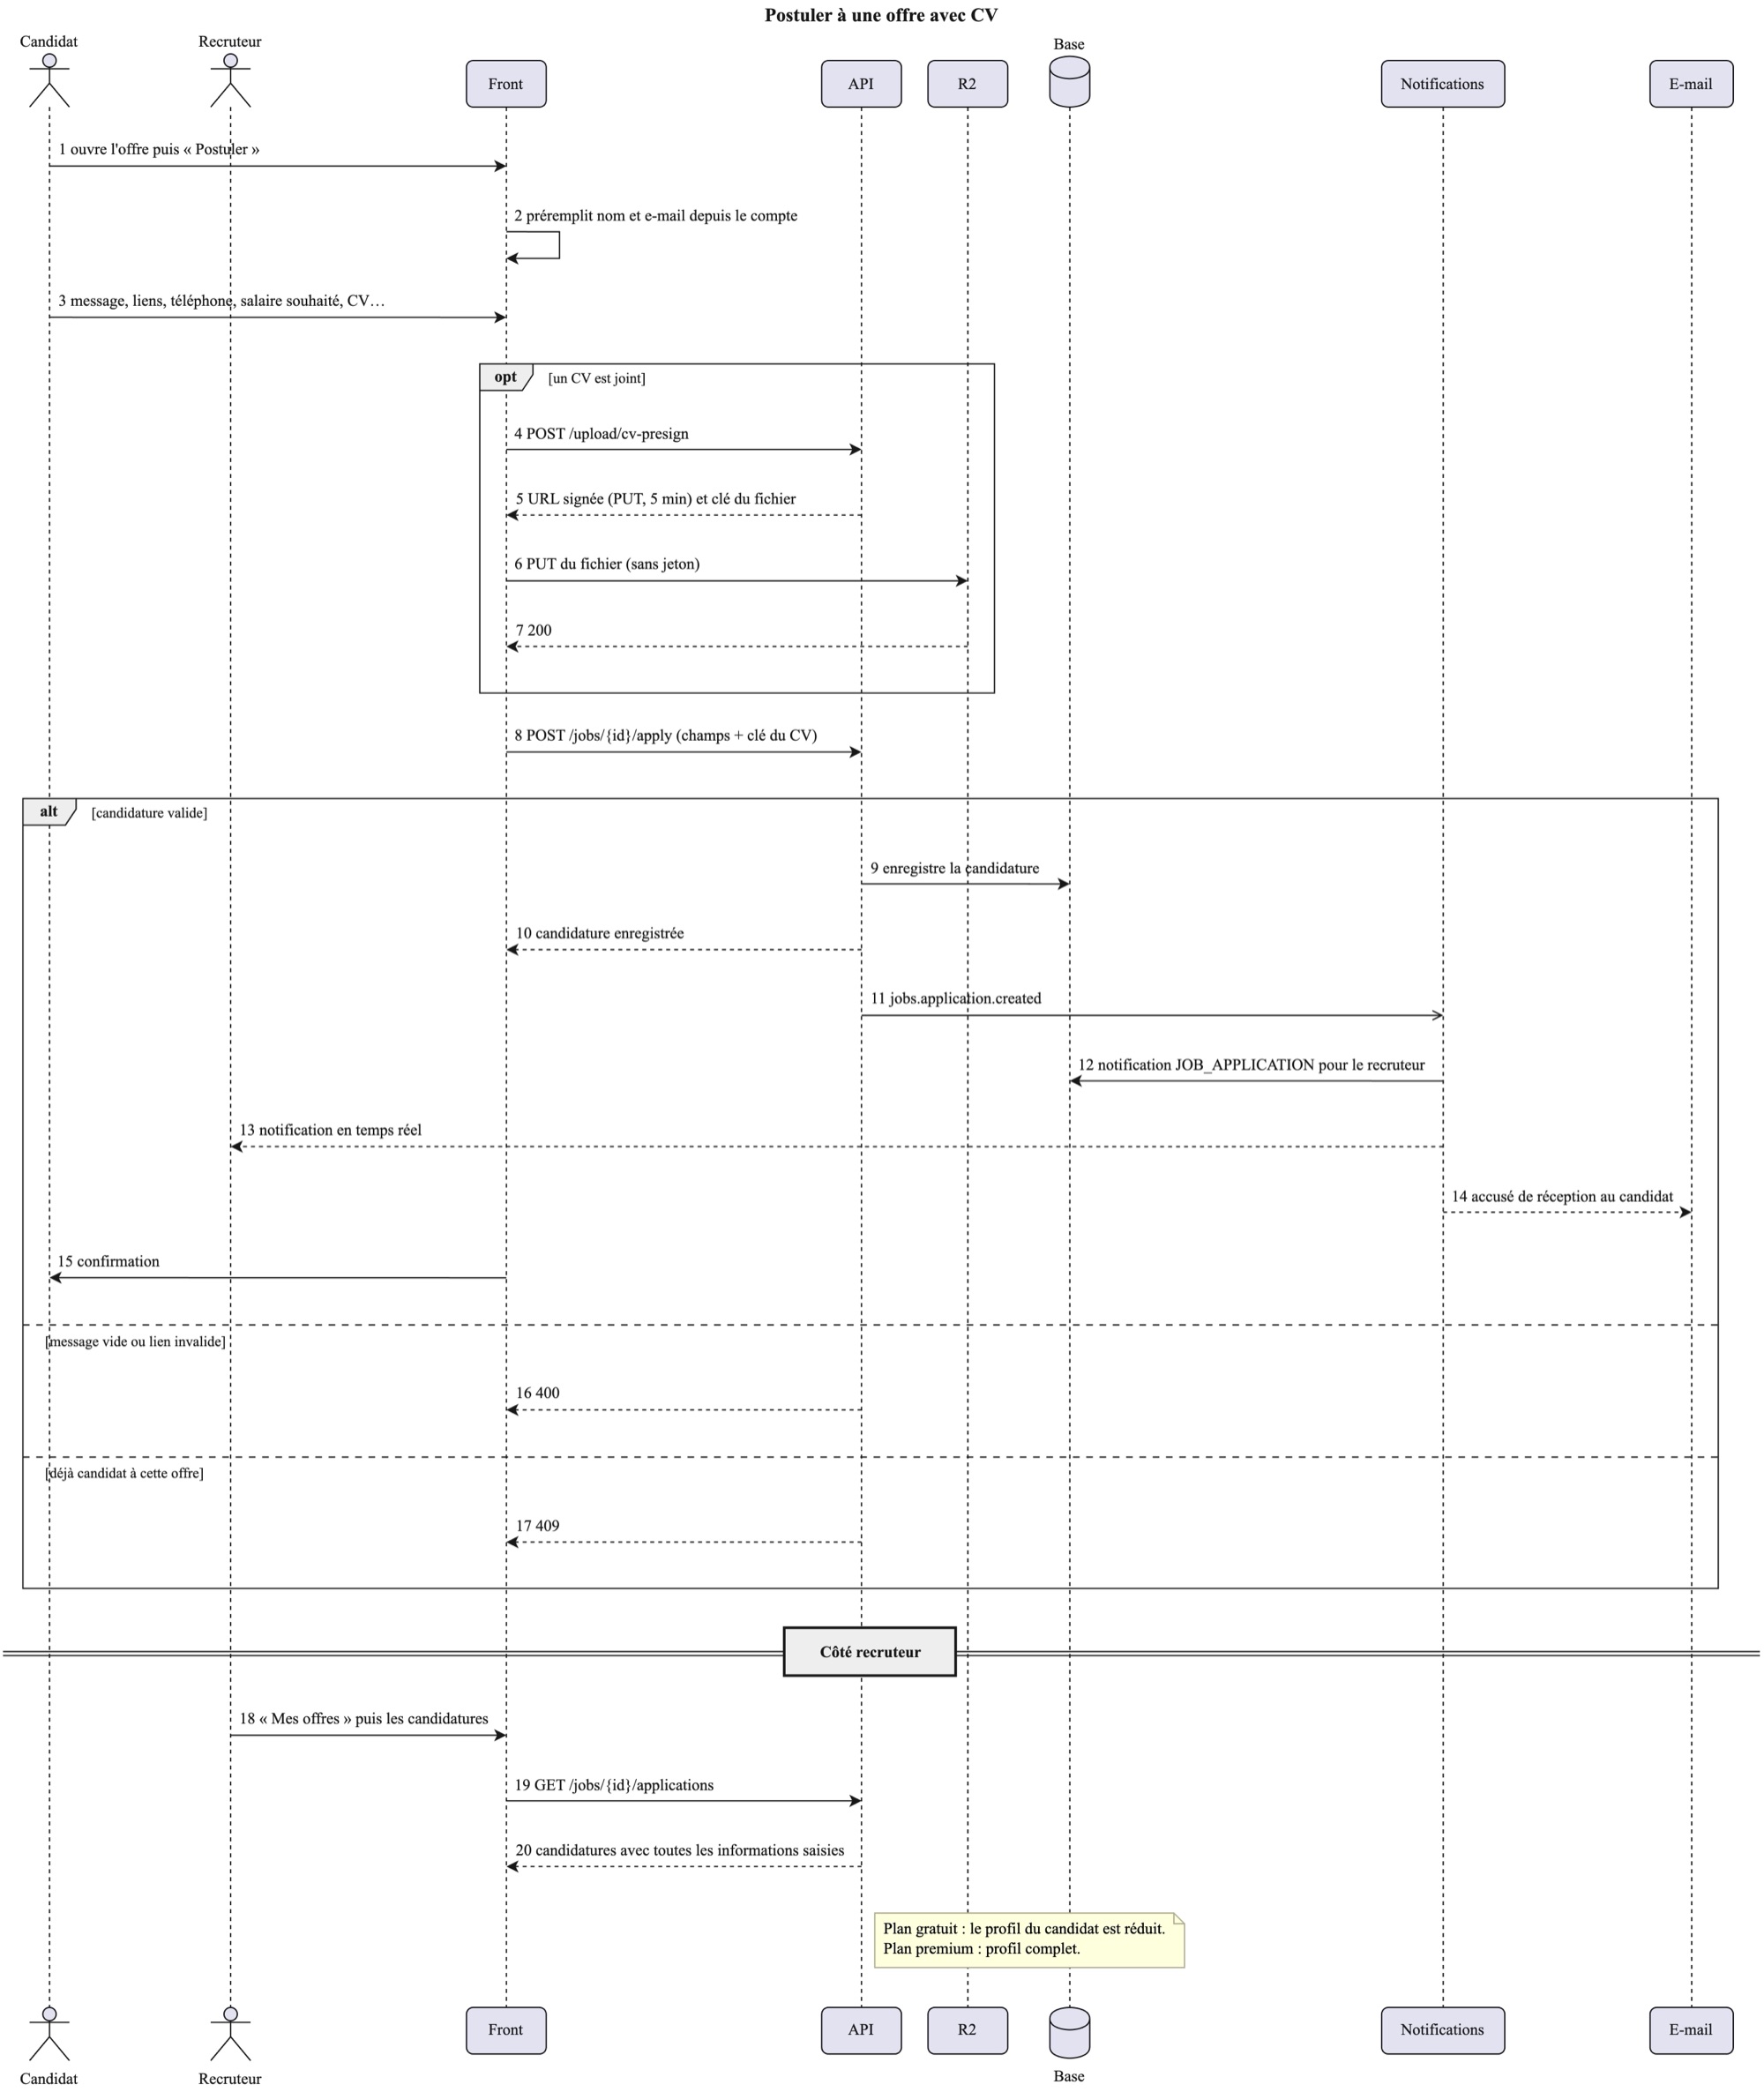 Postuler à une offre avec CV
Candidat
Recruteur
Front
API
R2
Base
Notifications
E-mail
1 ouvre l'offre puis « Postuler »
2 préremplit nom et e-mail depuis le compte
3 message, liens, téléphone, salaire souhaité, CV…
opt
[un CV est joint]
4 POST /upload/cv-presign
5 URL signée (PUT, 5 min) et clé du fichier
6 PUT du fichier (sans jeton)
7 200
8 POST /jobs/{id}/apply (champs + clé du CV)
alt
[candidature valide]
9 enregistre la candidature
10 candidature enregistrée
11 jobs.application.created
12 notification JOB_APPLICATION pour le recruteur
13 notification en temps réel
14 accusé de réception au candidat
15 confirmation
[message vide ou lien invalide]
16 400
[déjà candidat à cette offre]
17 409
Côté recruteur
18 « Mes offres » puis les candidatures
19 GET /jobs/{id}/applications
20 candidatures avec toutes les informations saisies
Plan gratuit : le profil du candidat est réduit.
Plan premium : profil complet.
Candidat
Recruteur
Front
API
R2
Base
Notifications
E-mail